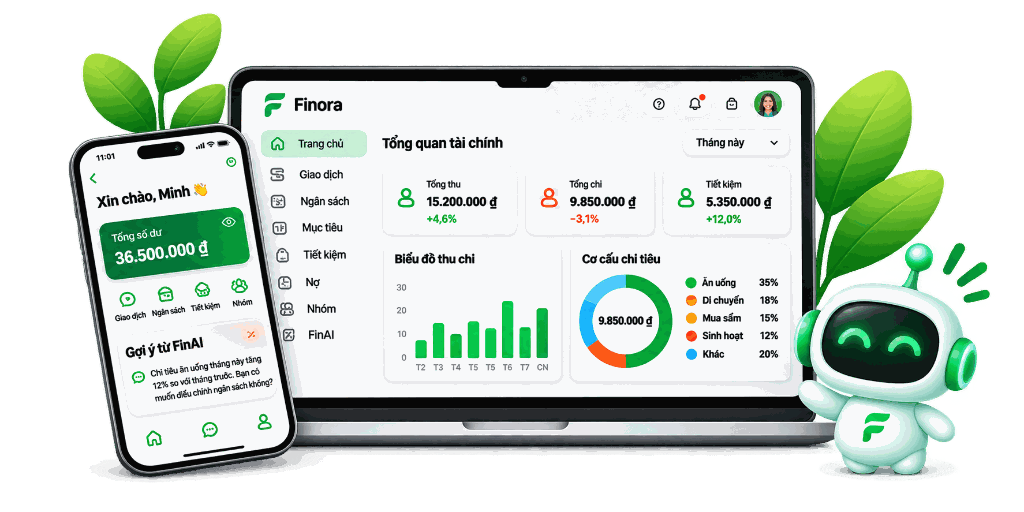 11:01
Xin chào, Minh 👋
Tổng số dư
36.500.000 ₫
Giao dịch
Ngân sách
Tiết kiệm
Nhóm
Gợi ý từ FinAI
Chi tiêu ăn uống tháng này tăng
12% so với tháng trước. Bạn có
muốn điều chỉnh ngân sách không?
Finora
Trang chủ
Giao dịch
Ngân sách
Mục tiêu
Tiết kiệm
Nợ
Nhóm
FinAI
Tổng quan tài chính
Tháng này
Tổng thu
15.200.000 ₫
+4,6%
Tổng chi
9.850.000 ₫
−3,1%
Tiết kiệm
5.350.000 ₫
+12,0%
Biểu đồ thu chi
30
20
10
0
T2 T3 T4 T5 T5 T6 T7 CN
Cơ cấu chi tiêu
9.850.000 ₫
Ăn uống 35%
Di chuyển 18%
Mua sắm 15%
Sinh hoạt 12%
Khác 20%